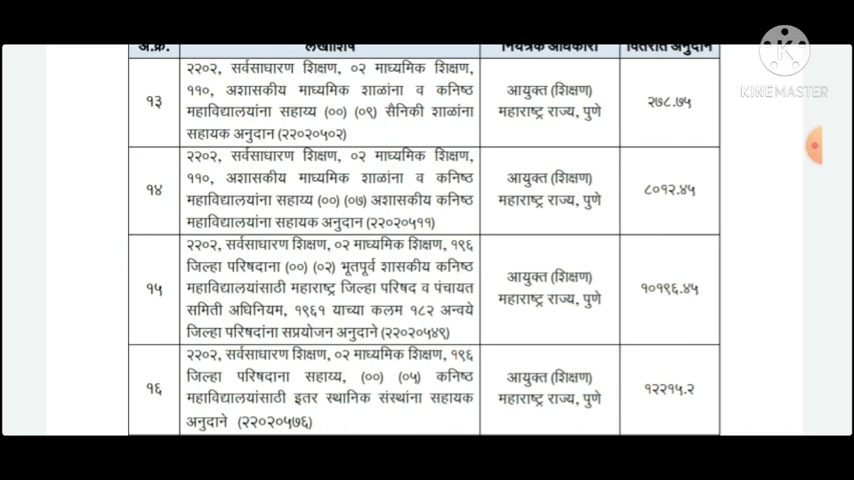 अ.क्र. लेखाशिर्ष नियंत्रक अधिकारी वितरीत अनुदान
KINEMASTER
१३
२२०२, सर्वसाधारण शिक्षण, ०२ माध्यमिक शिक्षण,
११०, अशासकीय माध्यमिक शाळांना व कनिष्ठ
महाविद्यालयांना सहाय्य (००) (०९) सैनिकी शाळांना
सहायक अनुदान (२२०२०५०२)
आयुक्त (शिक्षण)
महाराष्ट्र राज्य, पुणे
२७८.७५
१४
२२०२, सर्वसाधारण शिक्षण, ०२ माध्यमिक शिक्षण,
११०, अशासकीय माध्यमिक शाळांना व कनिष्ठ
महाविद्यालयांना सहाय्य (००) (०७) अशासकीय कनिष्ठ
महाविद्यालयांना सहायक अनुदान (२२०२०५११)
आयुक्त (शिक्षण)
महाराष्ट्र राज्य, पुणे
८०१२.४५
१५
२२०२, सर्वसाधारण शिक्षण, ०२ माध्यमिक शिक्षण, १९६
जिल्हा परिषदाना (००) (०२) भूतपूर्व शासकीय कनिष्ठ
महाविद्यालयांसाठी महाराष्ट्र जिल्हा परिषद व पंचायत
समिती अधिनियम, १९६१ याच्या कलम १८२ अन्वये
जिल्हा परिषदांना सप्रयोजन अनुदाने (२२०२०५४९)
आयुक्त (शिक्षण)
महाराष्ट्र राज्य, पुणे
१०१९६.४५
१६
२२०२, सर्वसाधारण शिक्षण, ०२ माध्यमिक शिक्षण, १९६
जिल्हा परिषदाना सहाय्य, (००) (०५) कनिष्ठ
महाविद्यालयांसाठी इतर स्थानिक संस्थांना सहायक
अनुदाने (२२०२०५७६)
आयुक्त (शिक्षण)
महाराष्ट्र राज्य, पुणे
१२२१५.२